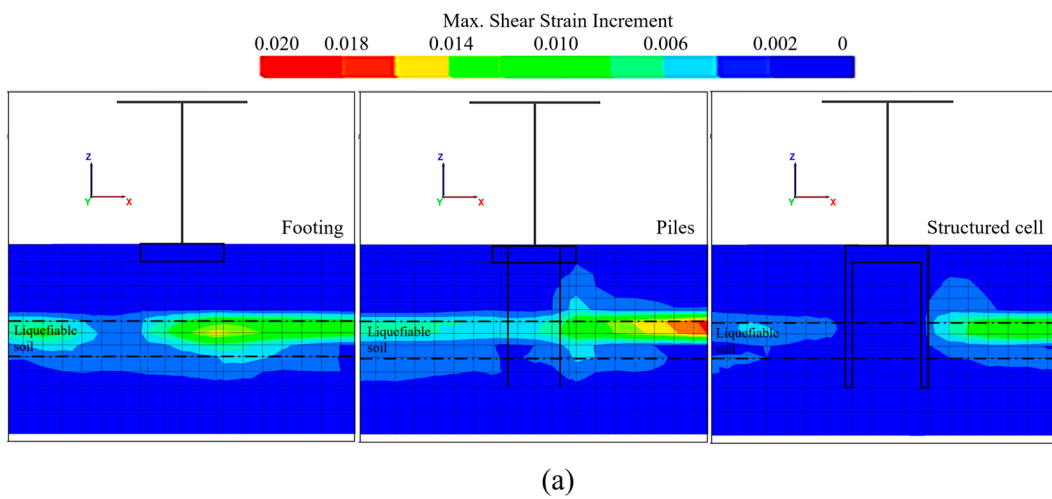 Max. Shear Strain Increment
0.020 0.018 0.014 0.010 0.006 0.002 0
Z
Y
X
Footing
Liquefiable
soil
Z
Y
X
Piles
Liquefiable
soil
Z
Y
X
Structured cell
Liquefiable
soil
(a)